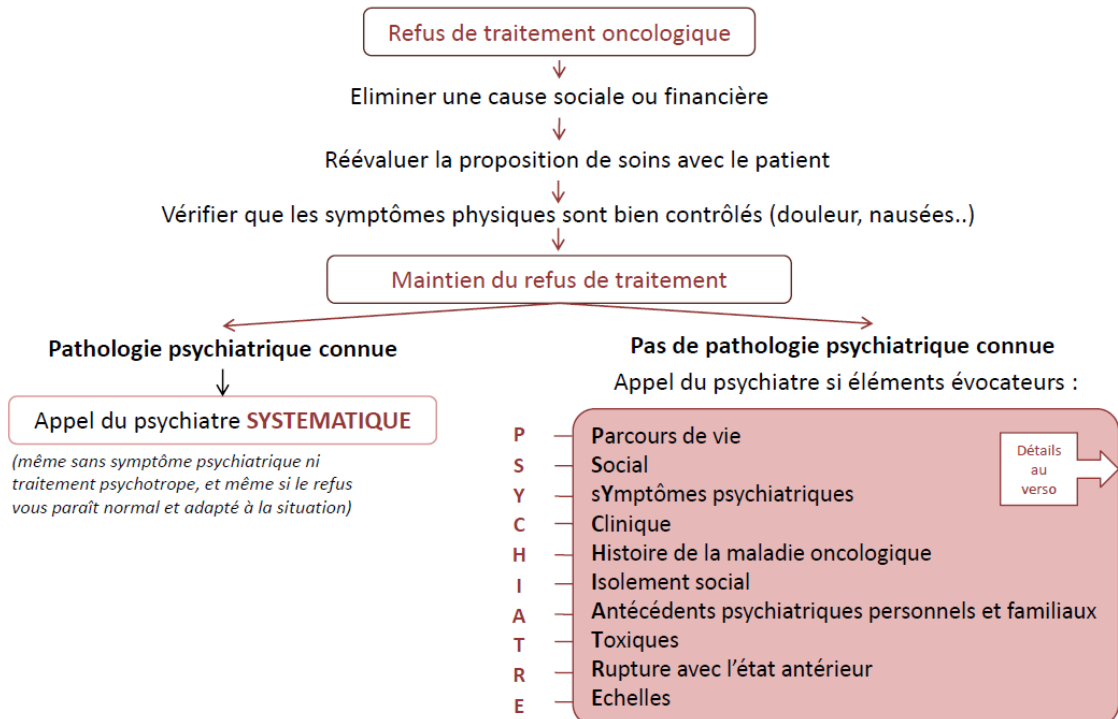 Refus de traitement oncologique
Eliminer une cause sociale ou financière
Réévaluer la proposition de soins avec le patient
Vérifier que les symptômes physiques sont bien contrôlés (douleur, nausées..)
Maintien du refus de traitement
Pathologie psychiatrique connue
Appel du psychiatre SYSTEMATIQUE
(même sans symptôme psychiatrique ni
traitement psychotrope, et même si le refus
vous paraît normal et adapté à la situation)
Pas de pathologie psychiatrique connue
Appel du psychiatre si éléments évocateurs :
P Parcours de vie
S Social
Y sYmptômes psychiatriques
C Clinique
H Histoire de la maladie oncologique
I Isolement social
A Antécédents psychiatriques personnels et familiaux
T Toxiques
R Rupture avec l’état antérieur
E Echelles
Détails
au
verso